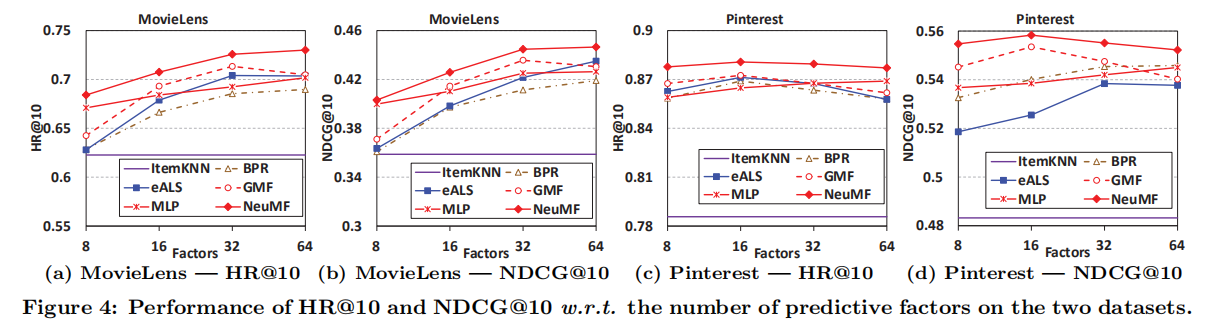 MovieLens
0.75
0.7
0.65
0.6
0.55
HR@10
ItemKNN
BPR
eALS
GMF
MLP
NeuMF
8
16
32
64
Factors
(a) MovieLens — HR@10
MovieLens
0.46
0.42
0.38
0.34
0.3
NDCG@10
ItemKNN
BPR
eALS
GMF
MLP
NeuMF
8
16
32
64
Factors
(b) MovieLens — NDCG@10
Pinterest
0.9
0.87
0.84
0.81
0.78
HR@10
ItemKNN
BPR
eALS
GMF
MLP
NeuMF
8
16
32
64
Factors
(c) Pinterest — HR@10
Pinterest
0.56
0.54
0.52
0.5
0.48
NDCG@10
ItemKNN
BPR
eALS
GMF
MLP
NeuMF
8
16
32
64
Factors
(d) Pinterest — NDCG@10
Figure 4: Performance of HR@10 and NDCG@10 w.r.t. the number of predictive factors on the two datasets.